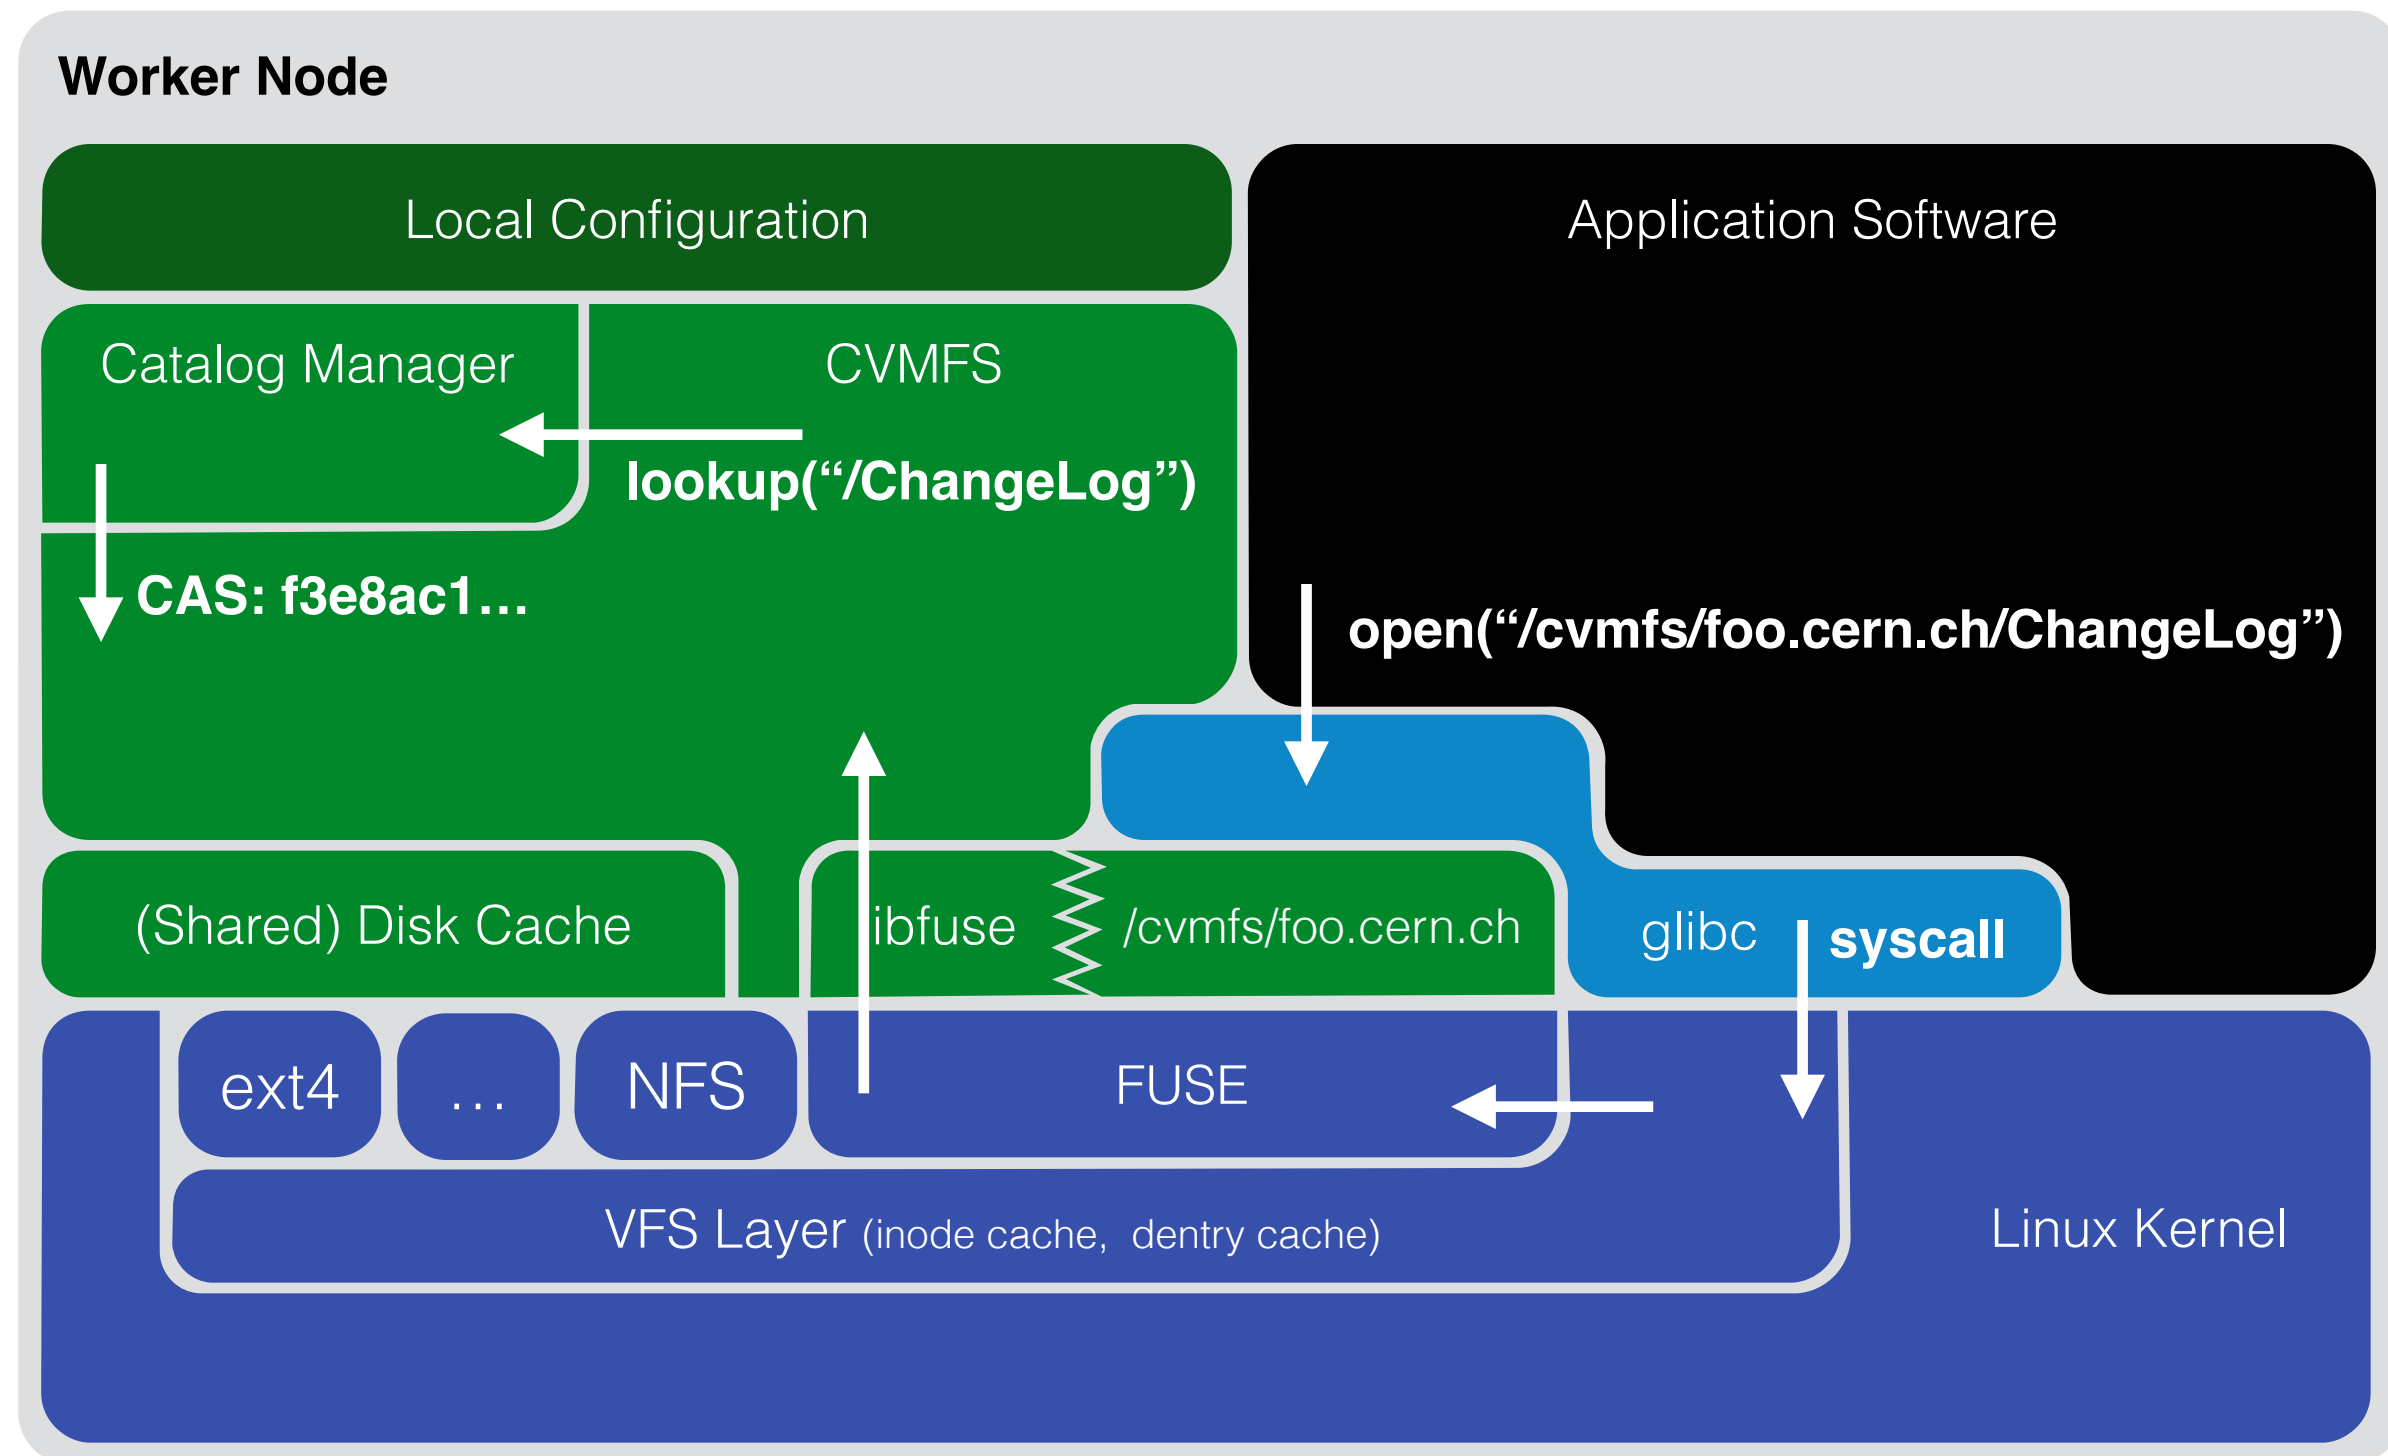 Worker Node
Local Configuration
Application Software
Catalog Manager
CVMFS
lookup(“/ChangeLog”)
CAS: f3e8ac1…
open(“/cvmfs/foo.cern.ch/ChangeLog”)
(Shared) Disk Cache
libfuse
/cvmfs/foo.cern.ch
glibc
syscall
ext4
…
NFS
FUSE
VFS Layer (inode cache, dentry cache)
Linux Kernel